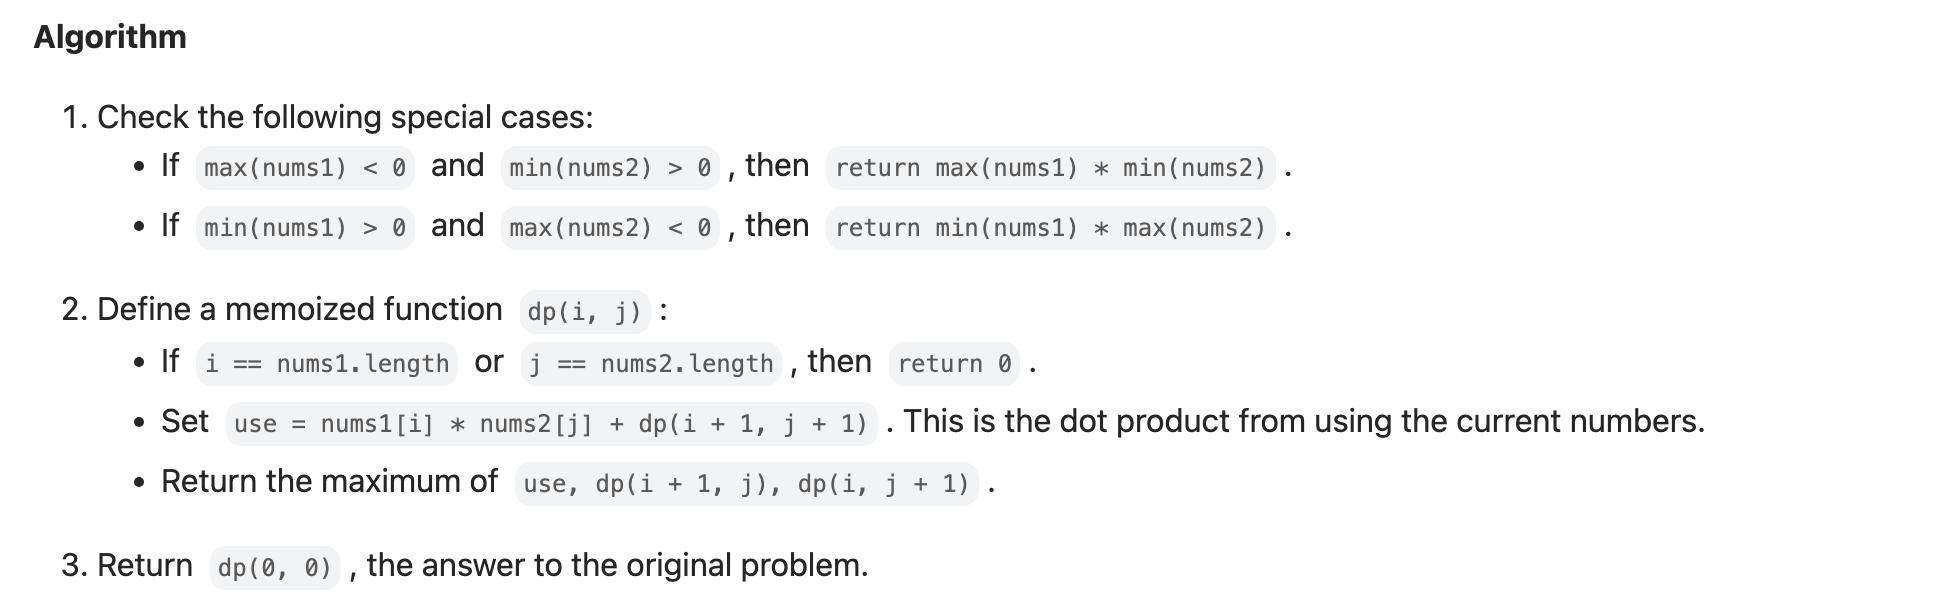 Algorithm
1. Check the following special cases:
• If max(nums1) < 0 and min(nums2) > 0 , then return max(nums1) * min(nums2) .
• If min(nums1) > 0 and max(nums2) < 0 , then return min(nums1) * max(nums2) .
2. Define a memoized function dp(i, j) :
• If i == nums1.length or j == nums2.length , then return 0 .
• Set use = nums1[i] * nums2[j] + dp(i + 1, j + 1) . This is the dot product from using the current numbers.
• Return the maximum of use, dp(i + 1, j), dp(i, j + 1) .
3. Return dp(0, 0) , the answer to the original problem.